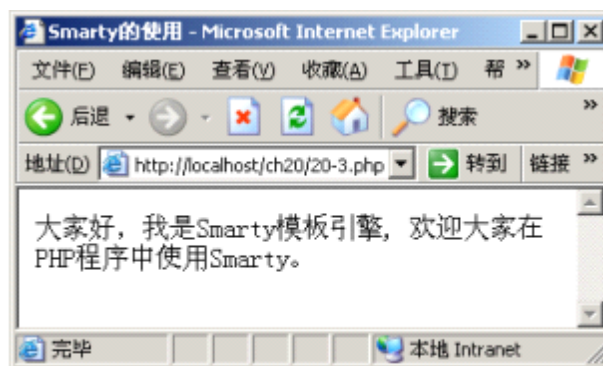 Smarty的使用 - Microsoft Internet Explorer
文件(F) 编辑(E) 查看(V) 收藏(A) 工具(T) 帮 »
后退 搜索 »
地址(D) http://localhost/ch20/20-3.php 转到 链接 »
大家好，我是Smarty模板引擎，欢迎大家在
PHP程序中使用Smarty。
完毕 本地 Intranet